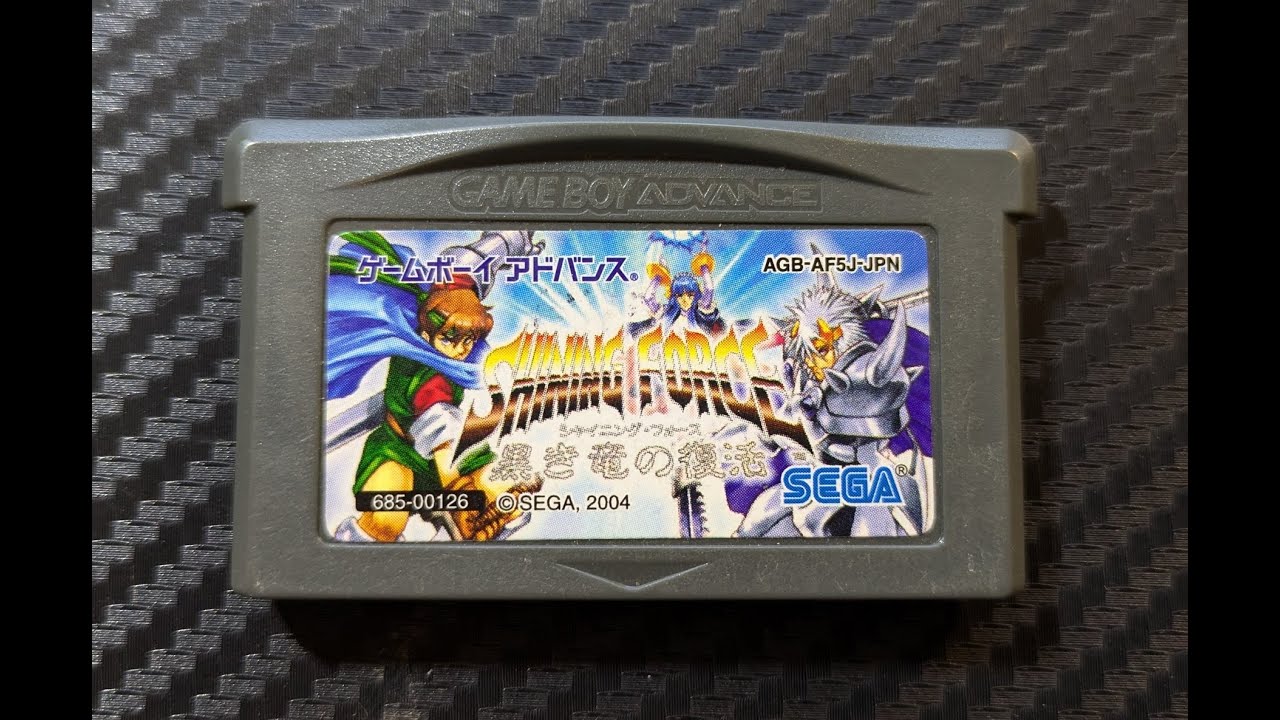 GAME BOY ADVANCE
ゲームボーイ アドバンス®
AGB-AF5J-JPN
SHINING FORCE
シャイニング・フォース
黒き竜の復活
SEGA®
685-00126
©SEGA, 2004